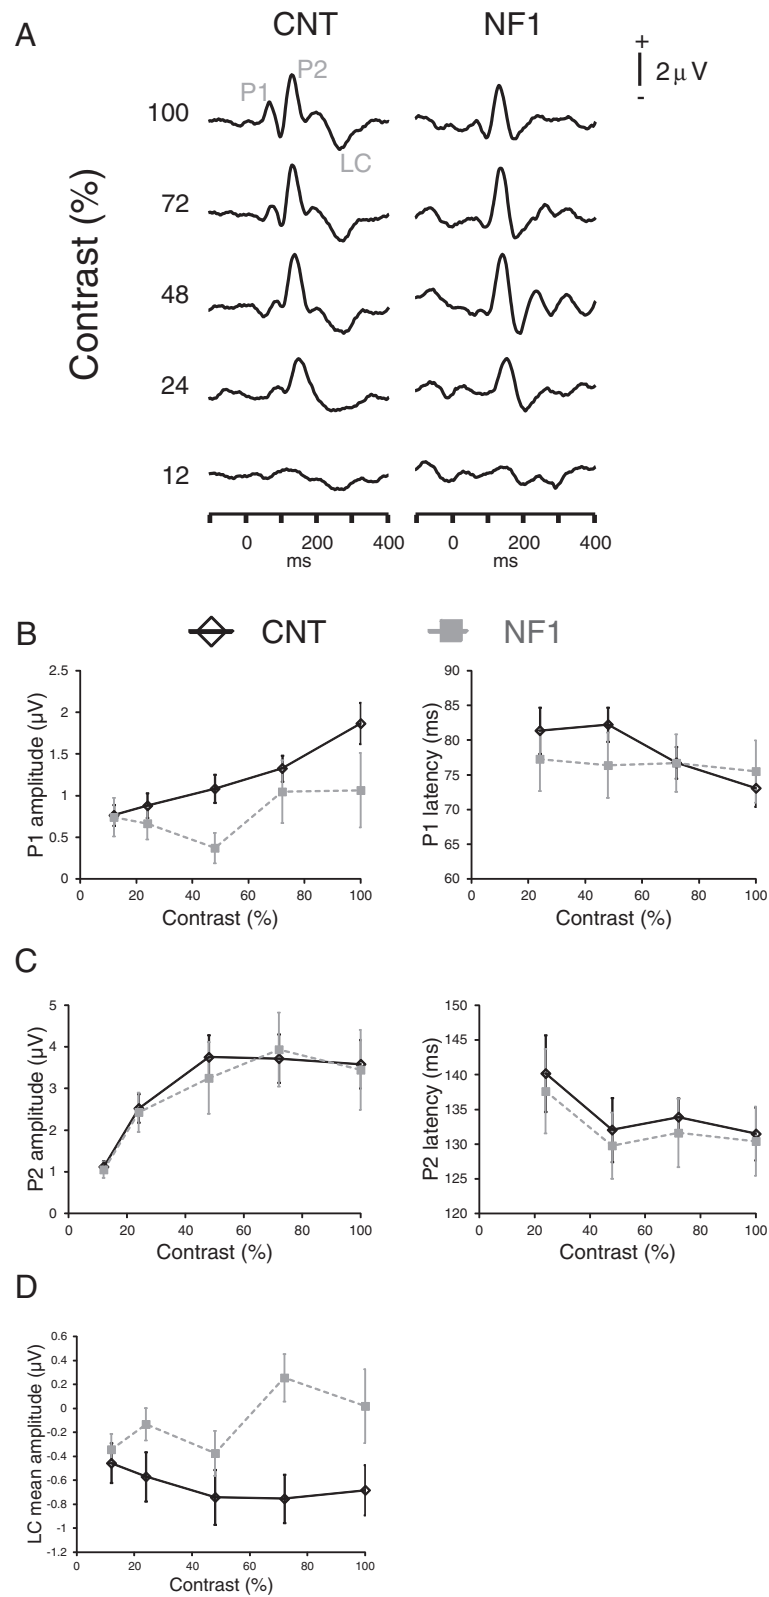 A
CNT
NF1
+
2µV
-
P1
P2
LC
Contrast (%)
100
72
48
24
12
0 200 400
ms
0 200 400
ms
B
CNT
NF1
P1 amplitude (µV)
2.5
2
1.5
1
0.5
0
0 20 40 60 80 100
Contrast (%)
P1 latency (ms)
90
85
80
75
70
65
60
0 20 40 60 80 100
Contrast (%)
C
P2 amplitude (µV)
5
4
3
2
1
0
0 20 40 60 80 100
Contrast (%)
P2 latency (ms)
150
145
140
135
130
125
120
0 20 40 60 80 100
Contrast (%)
D
LC mean amplitude (µV)
0.6
0.4
0.2
0
-0.2
-0.4
-0.6
-0.8
-1
-1.2
0 20 40 60 80 100
Contrast (%)